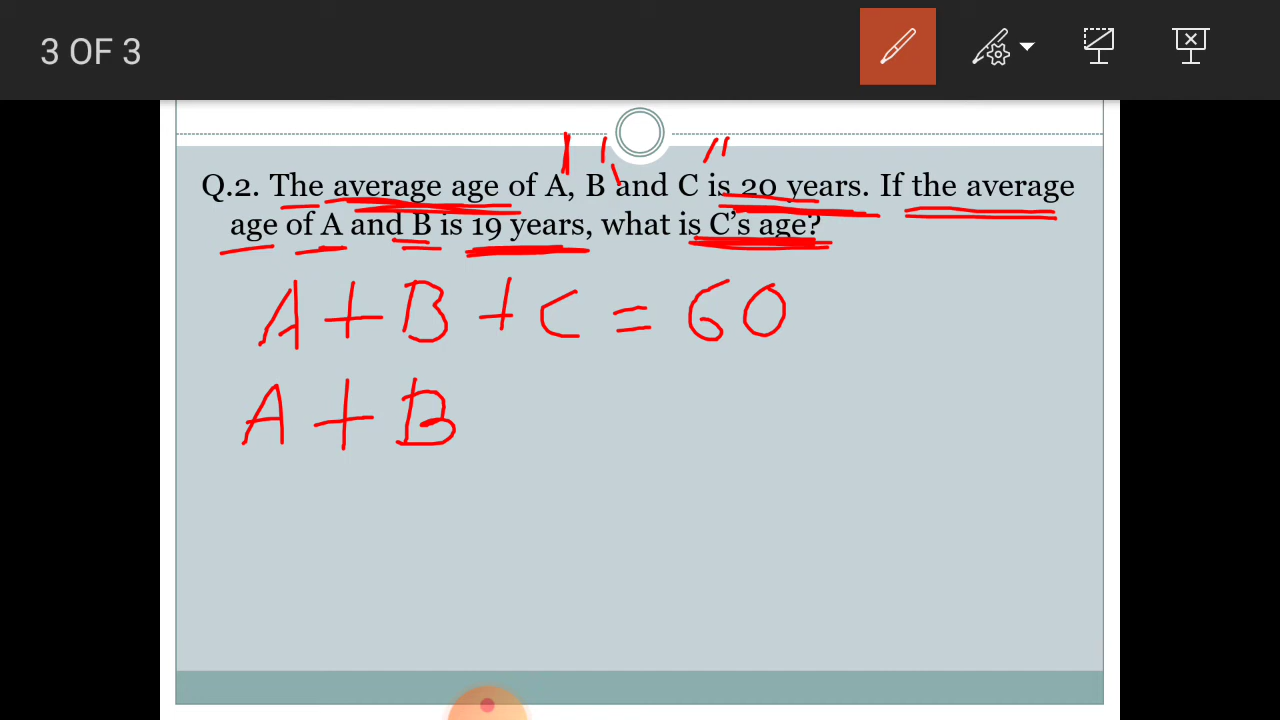 3 OF 3
Q.2. The average age of A, B and C is 20 years. If the average
age of A and B is 19 years, what is C's age?
A+B+C=60
A+B